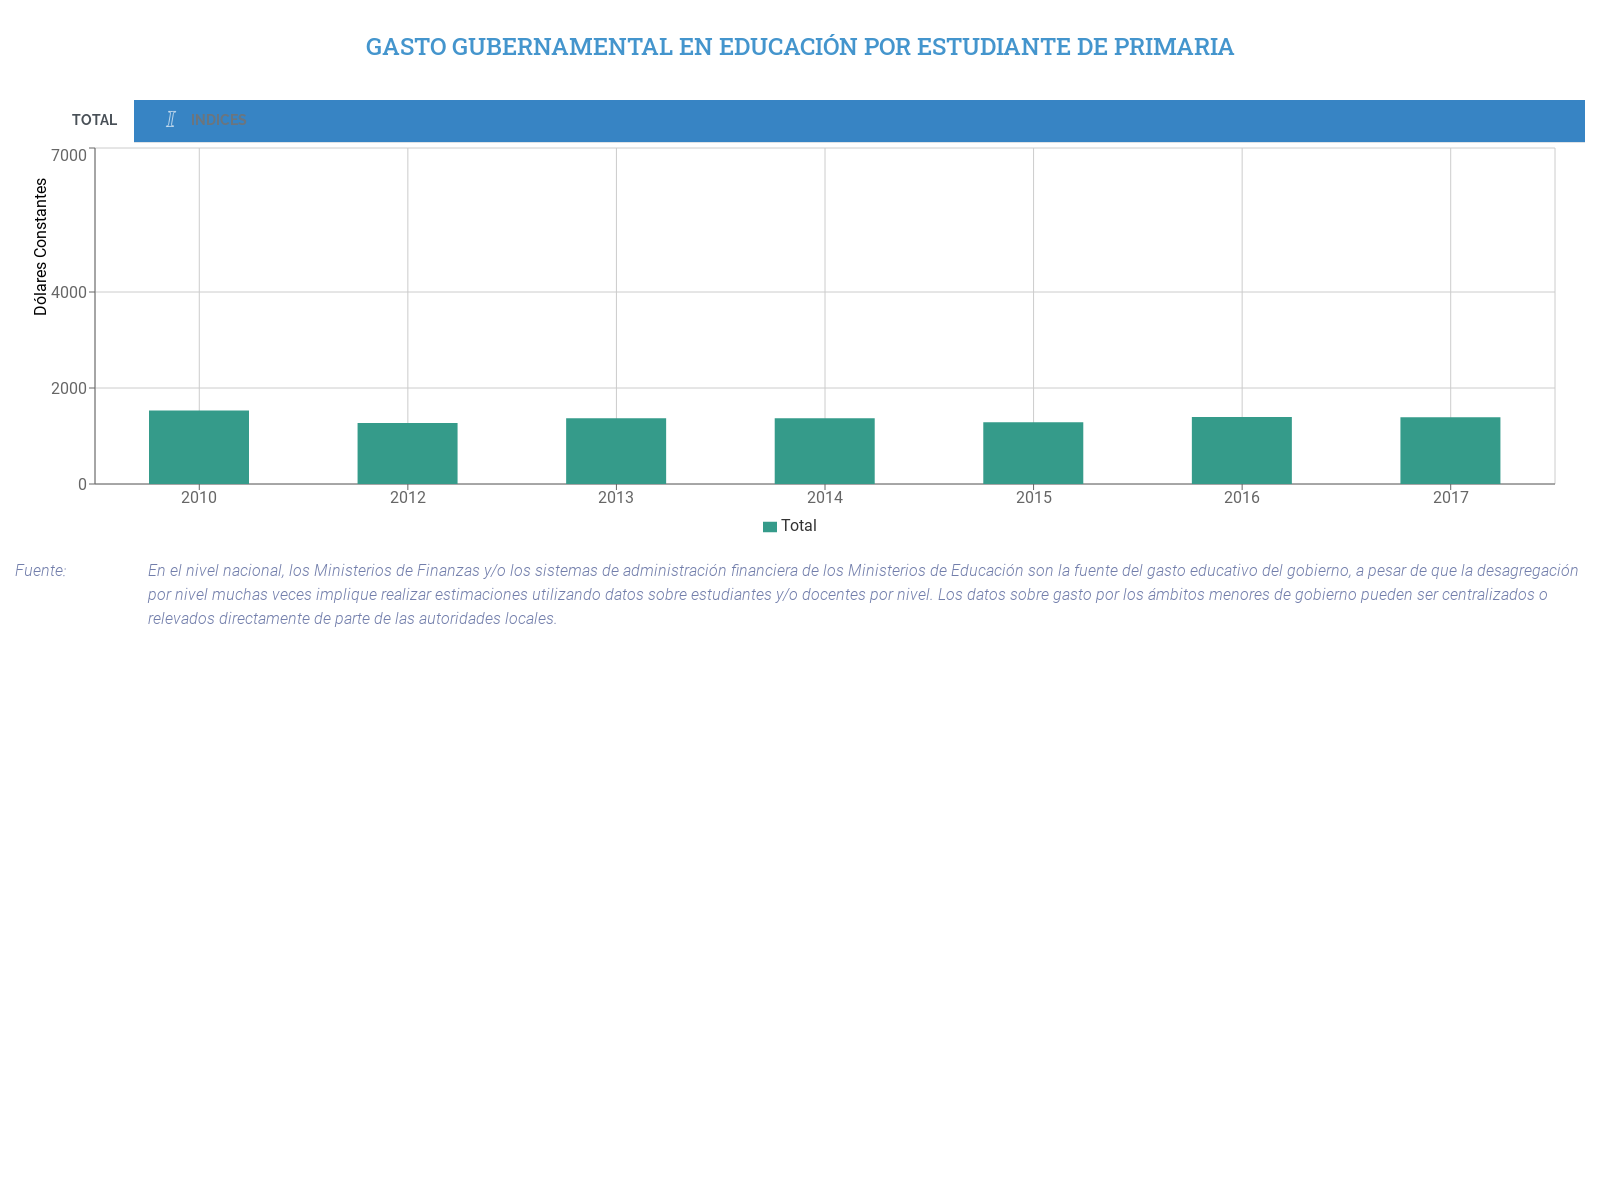 GASTO GUBERNAMENTAL EN EDUCACIÓN POR ESTUDIANTE DE PRIMARIA
TOTAL
INDICES
7000
Dólares Constantes
4000
2000
0
2010 2012 2013 2014 2015 2016 2017
Total
Fuente: En el nivel nacional, los Ministerios de Finanzas y/o los sistemas de administración financiera de los Ministerios de Educación son la fuente del gasto educativo del gobierno, a pesar de que la desagregación
por nivel muchas veces implique realizar estimaciones utilizando datos sobre estudiantes y/o docentes por nivel. Los datos sobre gasto por los ámbitos menores de gobierno pueden ser centralizados o
relevados directamente de parte de las autoridades locales.